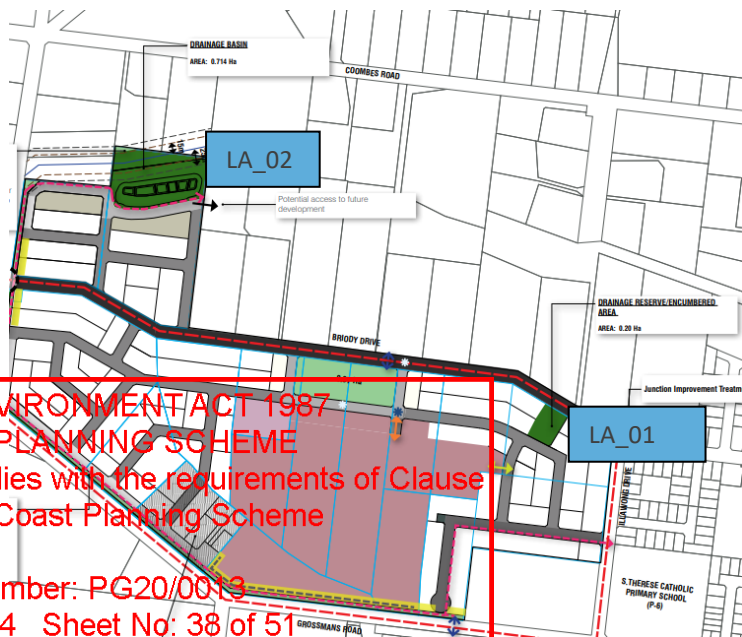 DRAINAGE BASIN
AREA: 0.714 Ha
COOMBES ROAD
LA_02
Potential access to future
development
DRAINAGE RESERVE/ENCUMBERED
AREA
AREA: 0.20 Ha
BRIODY DRIVE
Junction Improvement Treatm
LA_01
VIRONMENT ACT 1987
PLANNING SCHEME
lies with the requirements of Clause
Coast Planning Scheme
mber: PG20/0013
4 Sheet No: 38 of 51
ILLAWONG DRIVE
S.THERESE CATHOLIC
PRIMARY SCHOOL
(P-6)
GROSSMANS ROAD